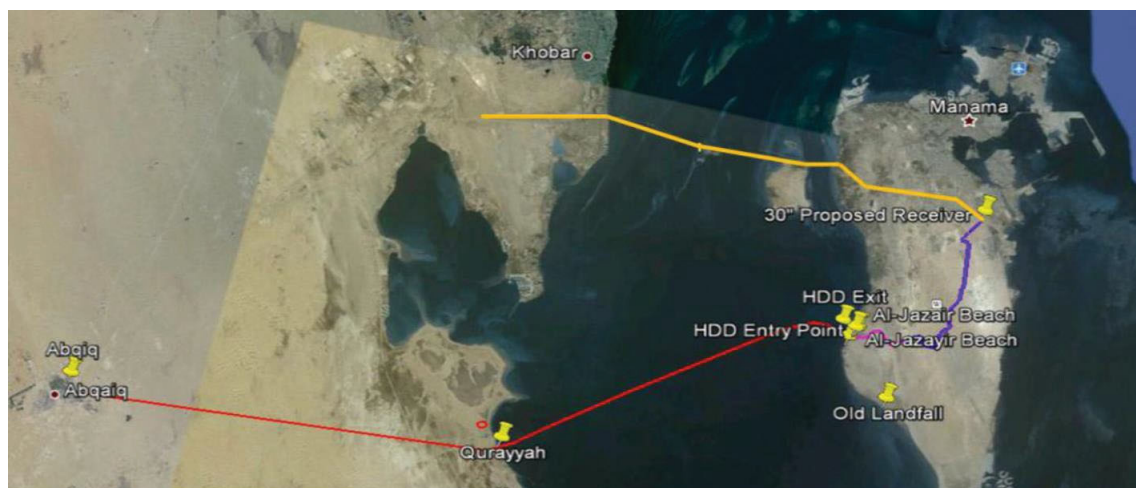 Khobar
Manama
30" Proposed Receiver
HDD Exit
Al-Jazair Beach
HDD Entry Point
Al-Jazayir Beach
Abqiq
Abqaiq
Old Landfall
Qurayyah